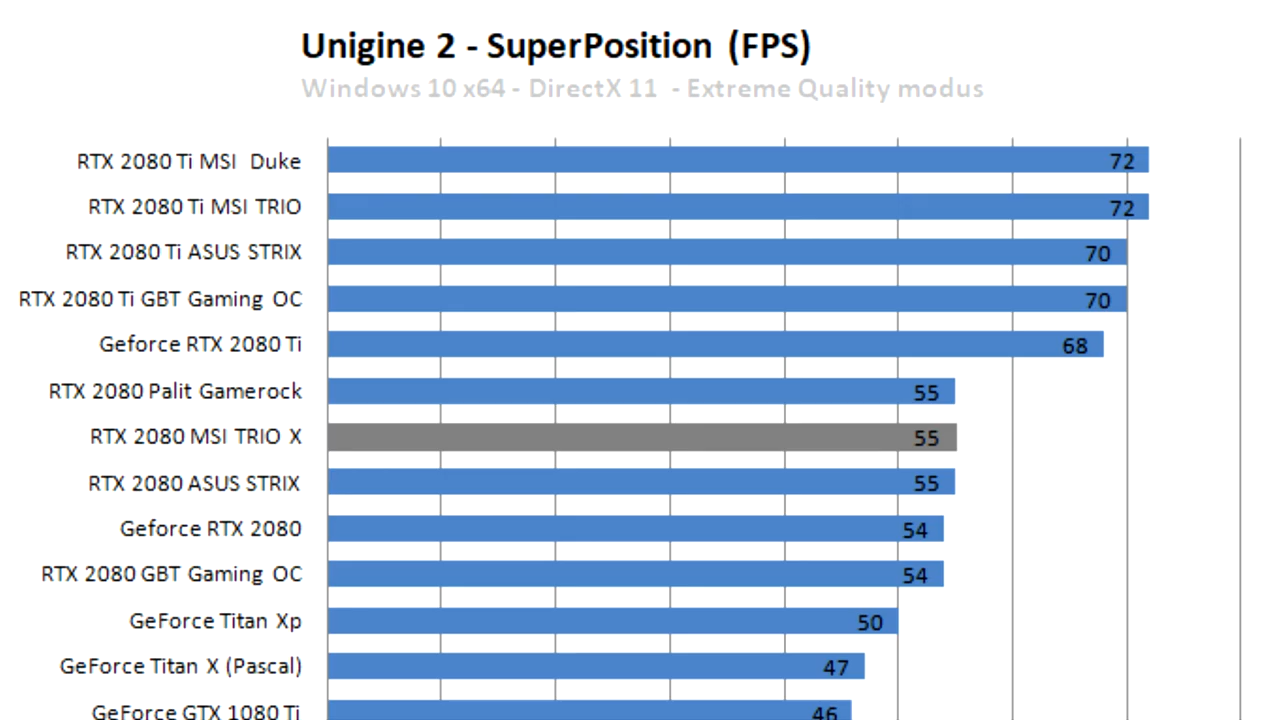 Unigine 2 - SuperPosition (FPS)
Windows 10 x64 - DirectX 11 - Extreme Quality modus
RTX 2080 Ti MSI Duke 72
RTX 2080 Ti MSI TRIO 72
RTX 2080 Ti ASUS STRIX 70
RTX 2080 Ti GBT Gaming OC 70
Geforce RTX 2080 Ti 68
RTX 2080 Palit Gamerock 55
RTX 2080 MSI TRIO X 55
RTX 2080 ASUS STRIX 55
Geforce RTX 2080 54
RTX 2080 GBT Gaming OC 54
GeForce Titan Xp 50
GeForce Titan X (Pascal) 47
GeForce GTX 1080 Ti 46